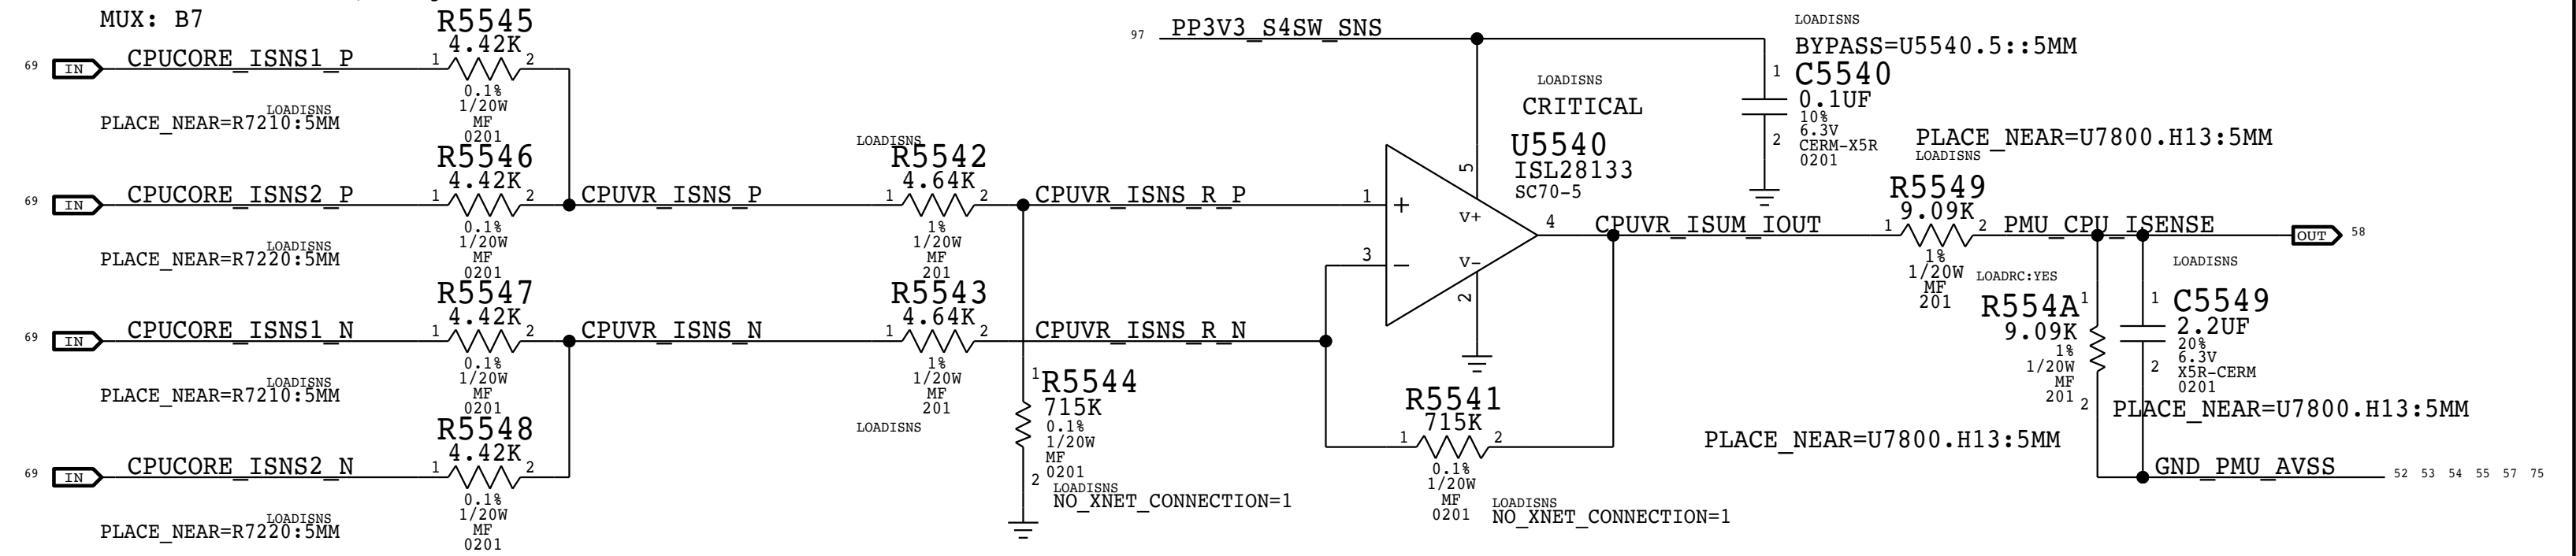 MUX: B7
69
IN
CPUCORE_ISNS1_P
R5545
4.42K
1
2
0.1%
1/20W
MF
0201
LOADISNS
PLACE_NEAR=R7210:5MM
69
IN
CPUCORE_ISNS2_P
R5546
4.42K
1
2
0.1%
1/20W
MF
0201
LOADISNS
PLACE_NEAR=R7220:5MM
69
IN
CPUCORE_ISNS1_N
R5547
4.42K
1
2
0.1%
1/20W
MF
0201
LOADISNS
PLACE_NEAR=R7210:5MM
69
IN
CPUCORE_ISNS2_N
R5548
4.42K
1
2
0.1%
1/20W
MF
0201
LOADISNS
PLACE_NEAR=R7220:5MM
CPUVR_ISNS_P
LOADISNS
R5542
4.64K
1
2
1%
1/20W
MF
201
CPUVR_ISNS_R_P
CPUVR_ISNS_N
R5543
4.64K
1
2
1%
1/20W
MF
201
LOADISNS
CPUVR_ISNS_R_N
1
R5544
715K
0.1%
1/20W
MF
0201
2
LOADISNS
NO_XNET_CONNECTION=1
97
PP3V3_S4SW_SNS
LOADISNS
CRITICAL
U5540
ISL28133
SC70-5
1
+
3
-
5
V+
V-
2
4
R5541
715K
1
2
0.1%
1/20W
MF
0201
LOADISNS
NO_XNET_CONNECTION=1
LOADISNS
BYPASS=U5540.5::5MM
1
C5540
0.1UF
10%
6.3V
2
CERM-X5R
0201
CPUVR_ISUM_IOUT
PLACE_NEAR=U7800.H13:5MM
LOADISNS
R5549
9.09K
1
2
1%
1/20W
MF
201
PMU_CPU_ISENSE
OUT
58
LOADRC:YES
R554A
1
9.09K
1%
1/20W
MF
201
2
PLACE_NEAR=U7800.H13:5MM
LOADISNS
1
C5549
2.2UF
20%
6.3V
2
X5R-CERM
0201
PLACE_NEAR=U7800.H13:5MM
GND_PMU_AVSS
52 53 54 55 57 75